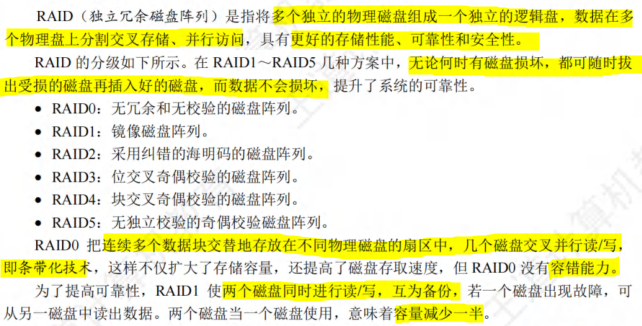 RAID（独立冗余磁盘阵列）是指将多个独立的物理磁盘组成一个独立的逻辑盘，数据在多
个物理盘上分割交叉存储、并行访问，具有更好的存储性能、可靠性和安全性。
RAID 的分级如下所示。在 RAID1～RAID5 几种方案中，无论何时有磁盘损坏，都可随时拔
出受损的磁盘再插入好的磁盘，而数据不会损坏，提升了系统的可靠性。
● RAID0：无冗余和无校验的磁盘阵列。
● RAID1：镜像磁盘阵列。
● RAID2：采用纠错的海明码的磁盘阵列。
● RAID3：位交叉奇偶校验的磁盘阵列。
● RAID4：块交叉奇偶校验的磁盘阵列。
● RAID5：无独立校验的奇偶校验磁盘阵列。
RAID0 把连续多个数据块交替地存放在不同物理磁盘的扇区中，几个磁盘交叉并行读/写，
即条带化技术，这样不仅扩大了存储容量，还提高了磁盘存取速度，但 RAID0 没有容错能力。
为了提高可靠性，RAID1 使两个磁盘同时进行读/写，互为备份，若一个磁盘出现故障，可
从另一磁盘中读出数据。两个磁盘当一个磁盘使用，意味着容量减少一半。